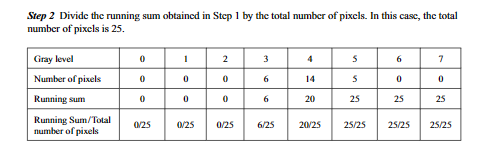 Step 2 Divide the running sum obtained in Step 1 by the total number of pixels. In this case, the total
number of pixels is 25.
Gray level 0 1 2 3 4 5 6 7
Number of pixels 0 0 0 6 14 5 0 0
Running sum 0 0 0 6 20 25 25 25
Running Sum/Total
number of pixels 0/25 0/25 0/25 6/25 20/25 25/25 25/25 25/25